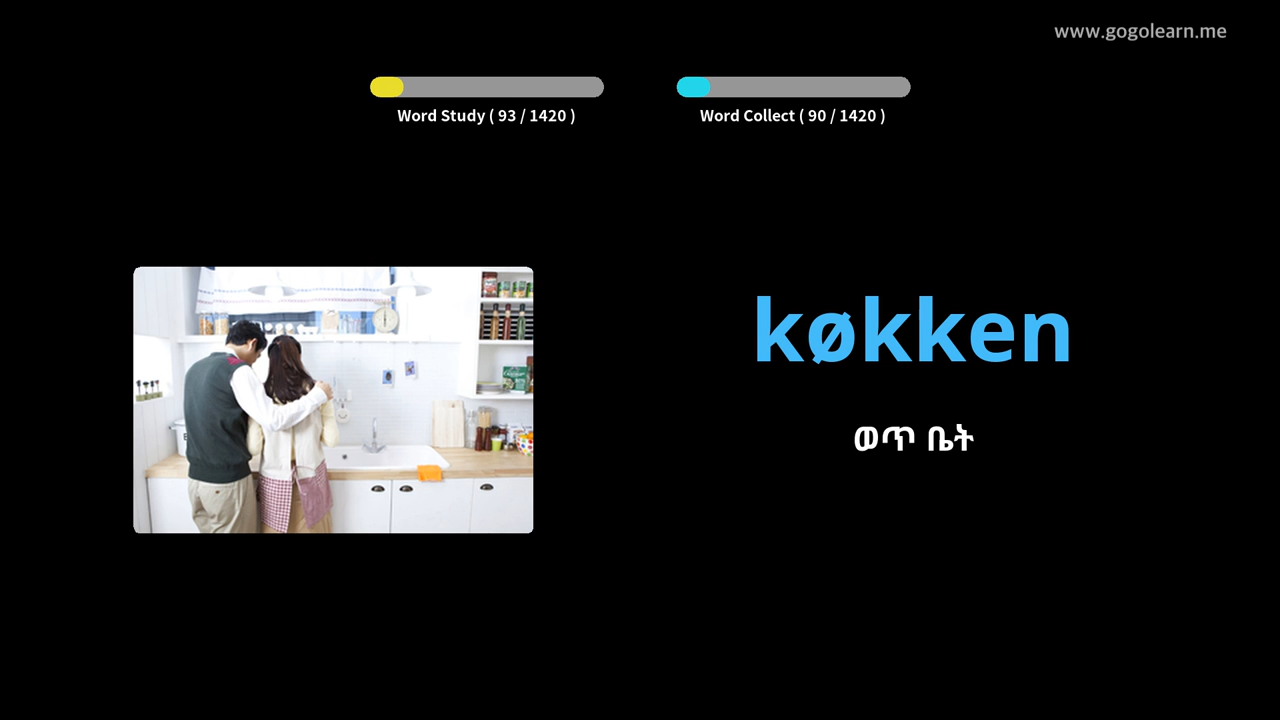 www.gogolearn.me
Word Study ( 93 / 1420 )
Word Collect ( 90 / 1420 )
køkken
ወጥ ቤት